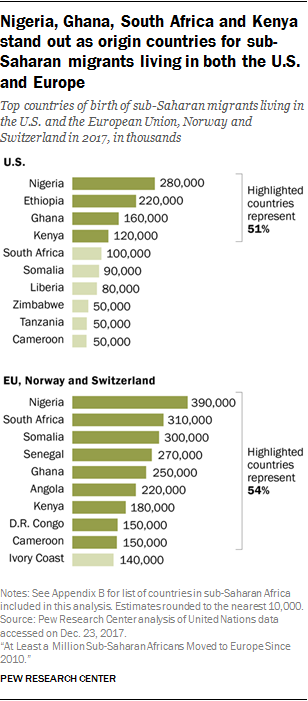 Nigeria, Ghana, South Africa and Kenya
stand out as origin countries for sub-
Saharan migrants living in both the U.S.
and Europe
Top countries of birth of sub-Saharan migrants living in
the U.S. and the European Union, Norway and
Switzerland in 2017, in thousands
U.S.
Nigeria 280,000
Ethiopia 220,000
Ghana 160,000
Kenya 120,000
South Africa 100,000
Somalia 90,000
Liberia 80,000
Zimbabwe 50,000
Tanzania 50,000
Cameroon 50,000
Highlighted
countries
represent
51%
EU, Norway and Switzerland
Nigeria 390,000
South Africa 310,000
Somalia 300,000
Senegal 270,000
Ghana 250,000
Angola 220,000
Kenya 180,000
D.R. Congo 150,000
Cameroon 150,000
Ivory Coast 140,000
Highlighted
countries
represent
54%
Notes: See Appendix B for list of countries in sub-Saharan Africa
included in this analysis. Estimates rounded to the nearest 10,000.
Source: Pew Research Center analysis of United Nations data
accessed on Dec. 23, 2017.
“At Least a Million Sub-Saharan Africans Moved to Europe Since
2010.”
PEW RESEARCH CENTER